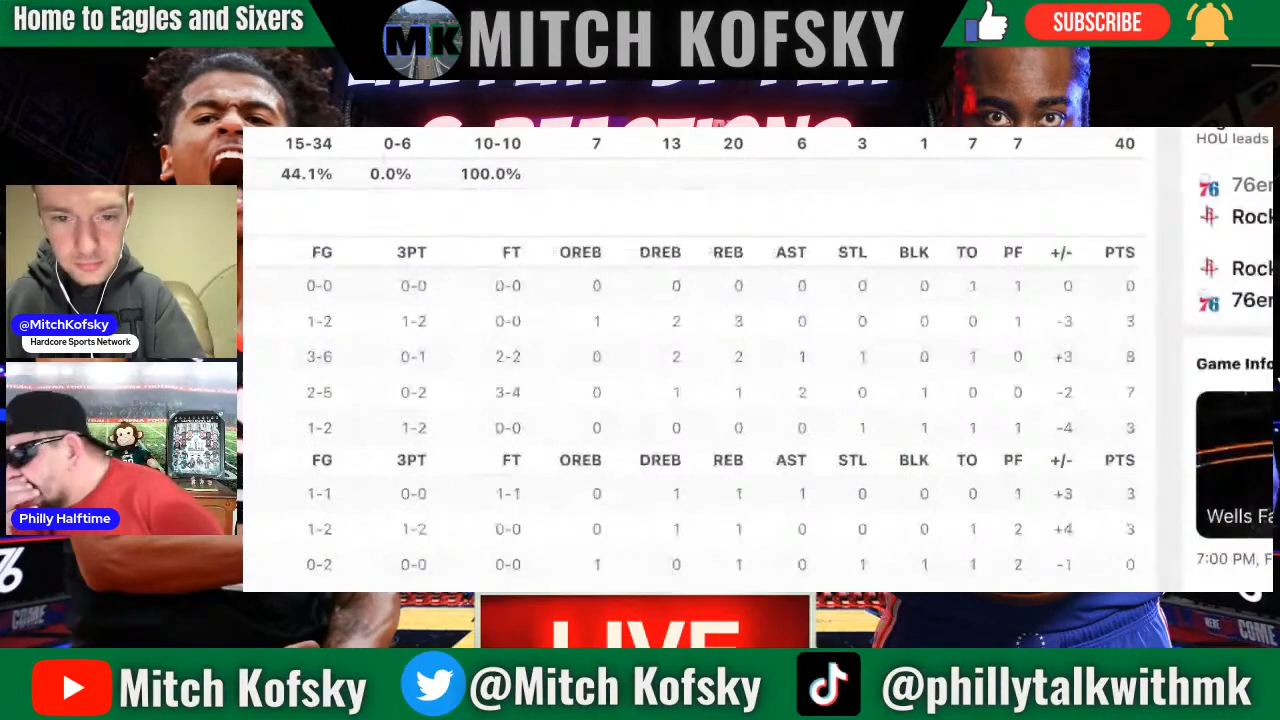 Home to Eagles and Sixers
MK
MITCH KOFSKY
SUBSCRIBE
15-34 0-6 10-10 7 13 20 6 3 1 7 7 40
44.1% 0.0% 100.0%
FG 3PT FT OREB DREB REB AST STL BLK TO PF +/- PTS
0-0 0-0 0-0 0 0 0 0 0 0 1 1 0 0
1-2 1-2 0-0 1 2 3 0 0 0 0 1 -3 3
3-6 0-1 2-2 0 2 2 1 1 0 1 0 +3 8
2-5 0-2 3-4 0 1 1 2 0 1 0 0 -2 7
1-2 1-2 0-0 0 0 0 0 1 1 1 1 -4 3
FG 3PT FT OREB DREB REB AST STL BLK TO PF +/- PTS
1-1 0-0 1-1 0 1 1 1 0 0 0 1 +3 3
1-2 1-2 0-0 0 1 1 0 0 0 1 2 +4 3
0-2 0-0 0-0 1 0 1 0 1 1 1 2 -1 0
HOU leads
76er
Rock
Rock
76er
Game Info
Wells Fa
7:00 PM, F
@MitchKofsky
Hardcore Sports Network
Philly Halftime
LIVE
COME
HERE COME
Mitch Kofsky
@Mitch Kofsky
@phillytalkwithmk